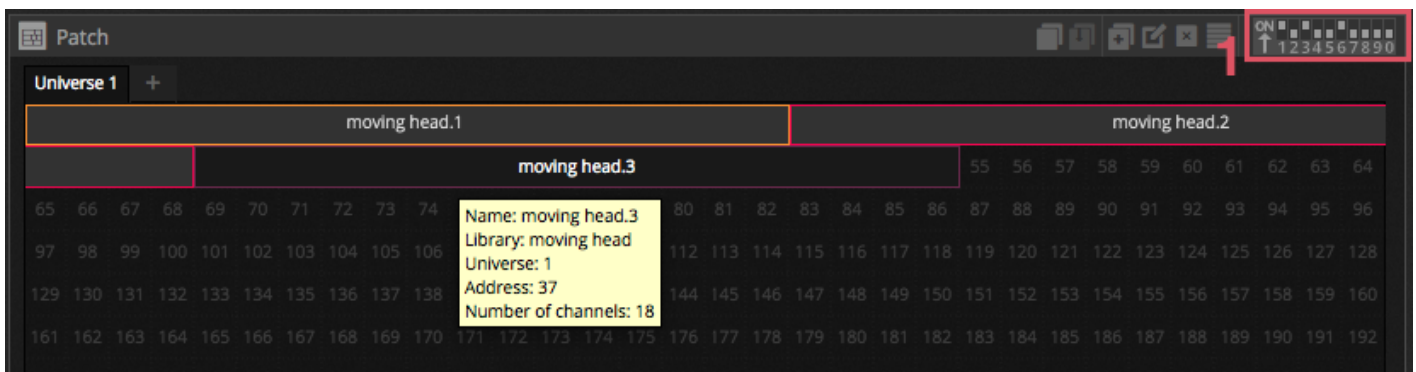 Patch
ON
1234567890
1
Universe 1 +
moving head.1 moving head.2
moving head.3 55 56 57 58 59 60 61 62 63 64
65 66 67 68 69 70 71 72 73 74 80 81 82 83 84 85 86 87 88 89 90 91 92 93 94 95 96
97 98 99 100 101 102 103 104 105 106 112 113 114 115 116 117 118 119 120 121 122 123 124 125 126 127 128
129 130 131 132 133 134 135 136 137 138 144 145 146 147 148 149 150 151 152 153 154 155 156 157 158 159 160
161 162 163 164 165 166 167 168 169 170 171 172 173 174 175 176 177 178 179 180 181 182 183 184 185 186 187 188 189 190 191 192
Name: moving head.3
Library: moving head
Universe: 1
Address: 37
Number of channels: 18